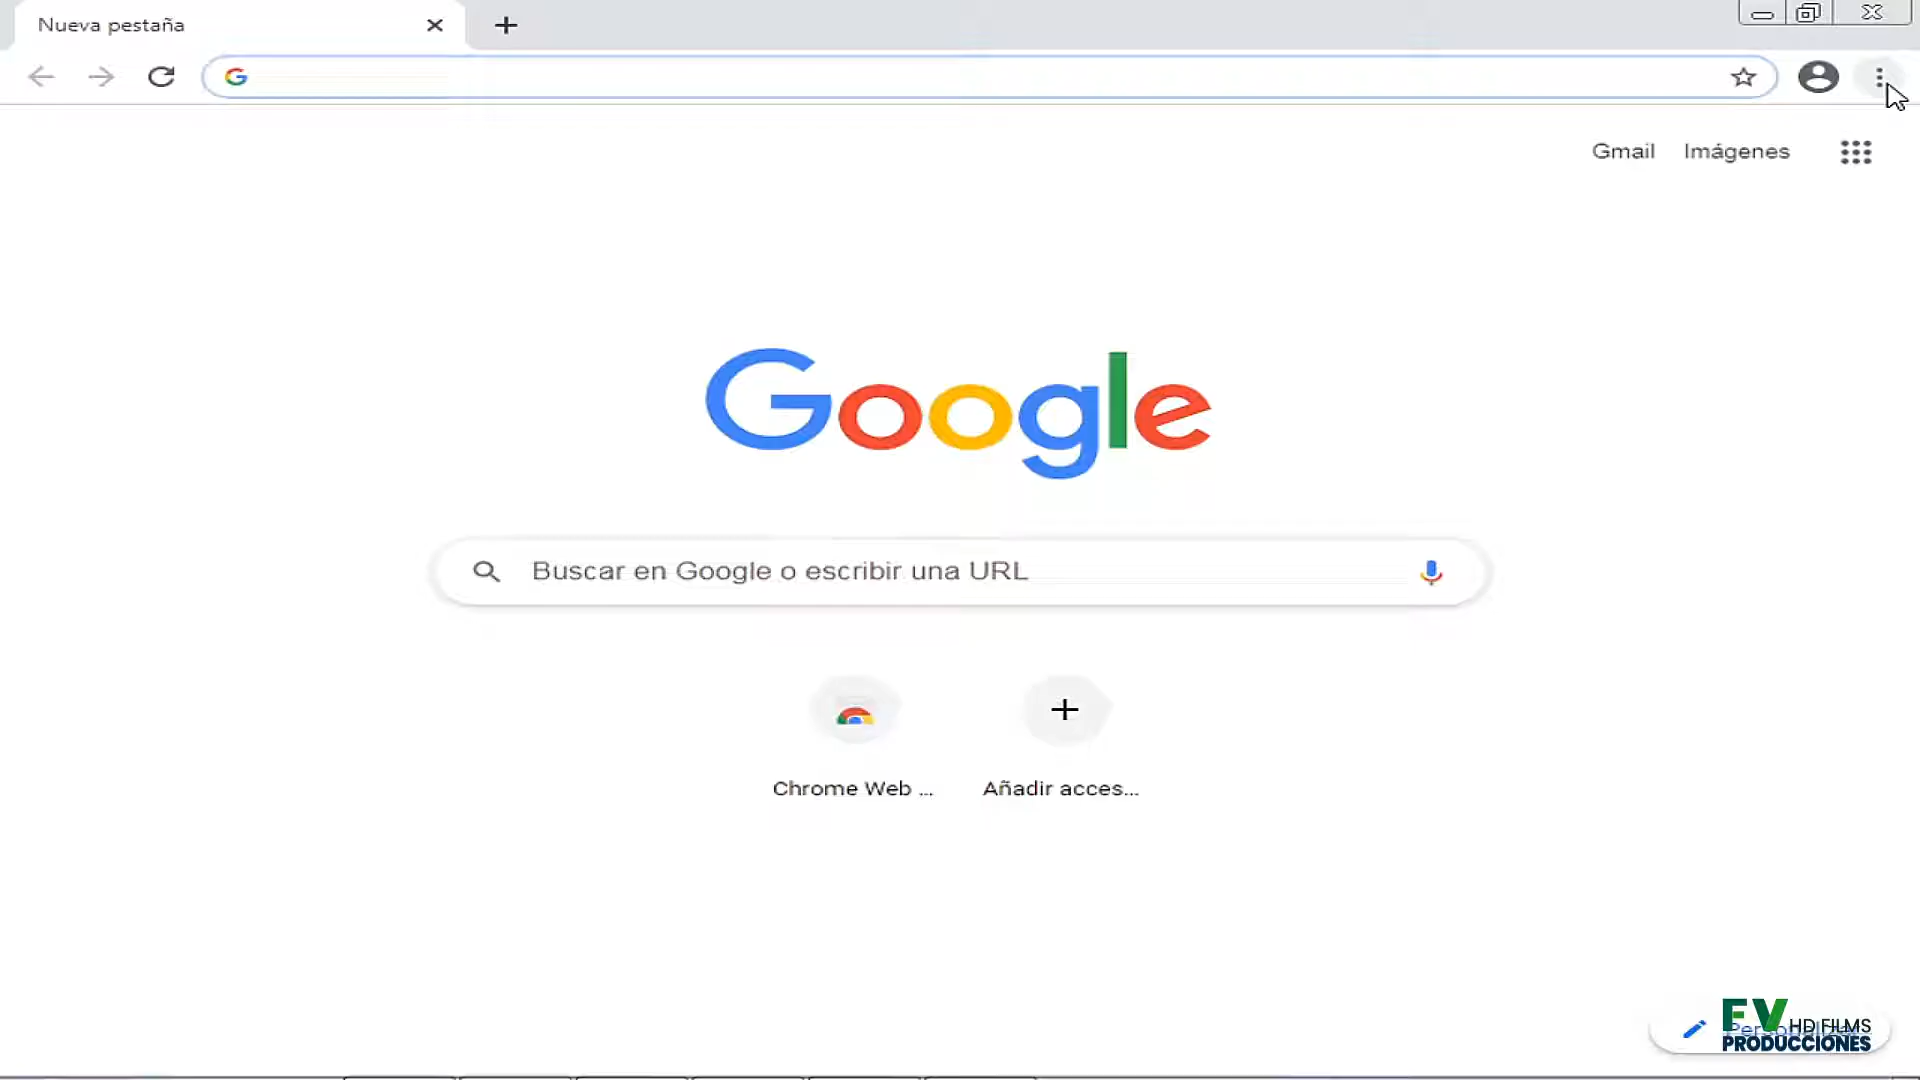 Nueva pestaña
Gmail Imágenes
Google
Buscar en Google o escribir una URL
Chrome Web ...
Añadir acces...
EV HD FILMS
PRODUCCIONES